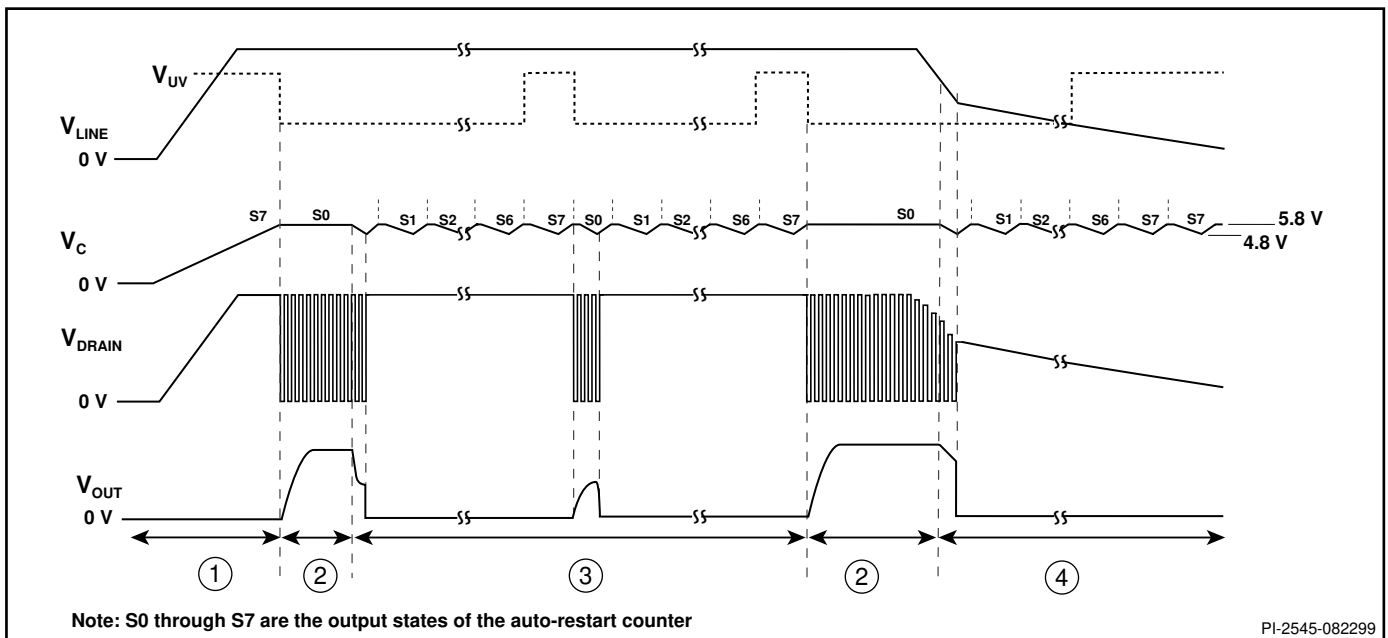 V_UV
V_LINE
0 V
S7 S0 S1 S2 S6 S7 S0 S1 S2 S6 S7 S0 S1 S2 S6 S7 S7
5.8 V
4.8 V
V_C
0 V
V_DRAIN
0 V
V_OUT
0 V
1 2 3 2 4
Note: S0 through S7 are the output states of the auto-restart counter
PI-2545-082299